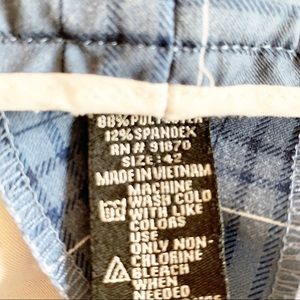 88% POLYESTER
12% SPANDEX
RN # 91870
SIZE: 42
MADE IN VIETNAM
MACHINE
WASH COLD
WITH LIKE
COLORS
USE
ONLY NON-
CHLORINE
BLEACH
WHEN
NEEDED